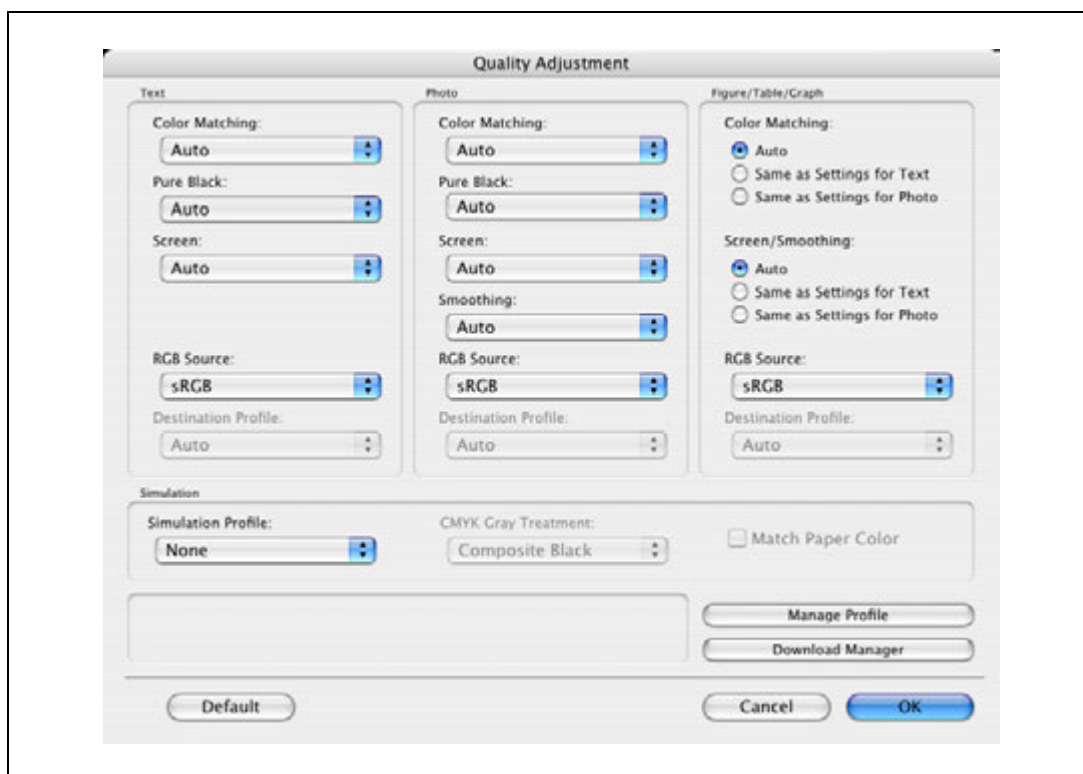 Quality Adjustment
Text
Color Matching:
Auto
Pure Black:
Auto
Screen:
Auto
RGB Source:
sRGB
Destination Profile:
Auto
Photo
Color Matching:
Auto
Pure Black:
Auto
Screen:
Auto
Smoothing:
Auto
RGB Source:
sRGB
Destination Profile:
Auto
Figure/Table/Graph
Color Matching:
Auto
Same as Settings for Text
Same as Settings for Photo
Screen/Smoothing:
Auto
Same as Settings for Text
Same as Settings for Photo
RGB Source:
sRGB
Destination Profile:
Auto
Simulation
Simulation Profile:
None
CMYK Gray Treatment:
Composite Black
Match Paper Color
Manage Profile
Download Manager
Default
Cancel
OK